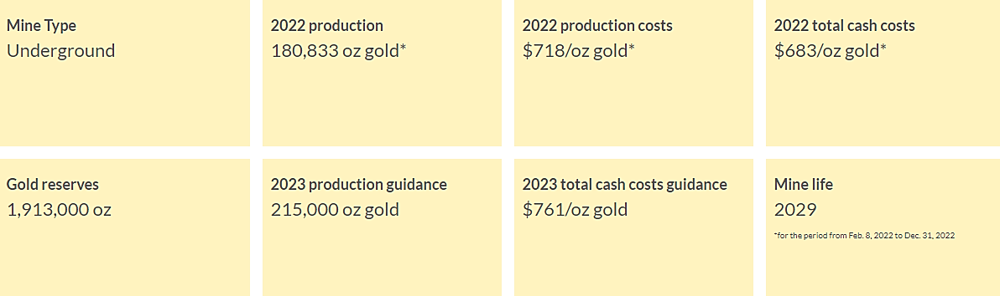 Mine Type
Underground
2022 production
180,833 oz gold*
2022 production costs
$718/oz gold*
2022 total cash costs
$683/oz gold*
Gold reserves
1,913,000 oz
2023 production guidance
215,000 oz gold
2023 total cash costs guidance
$761/oz gold
Mine life
2029
*for the period from Feb. 8, 2022 to Dec. 31, 2022